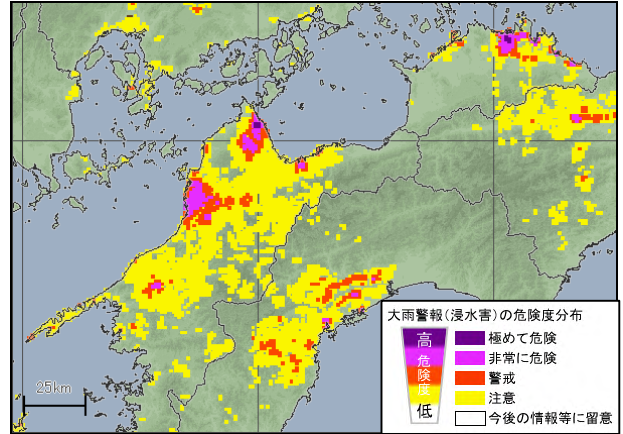 25km
大雨警報(浸水害)の危険度分布
高
危険度
低
極めて危険
非常に危険
警戒
注意
今後の情報等に留意